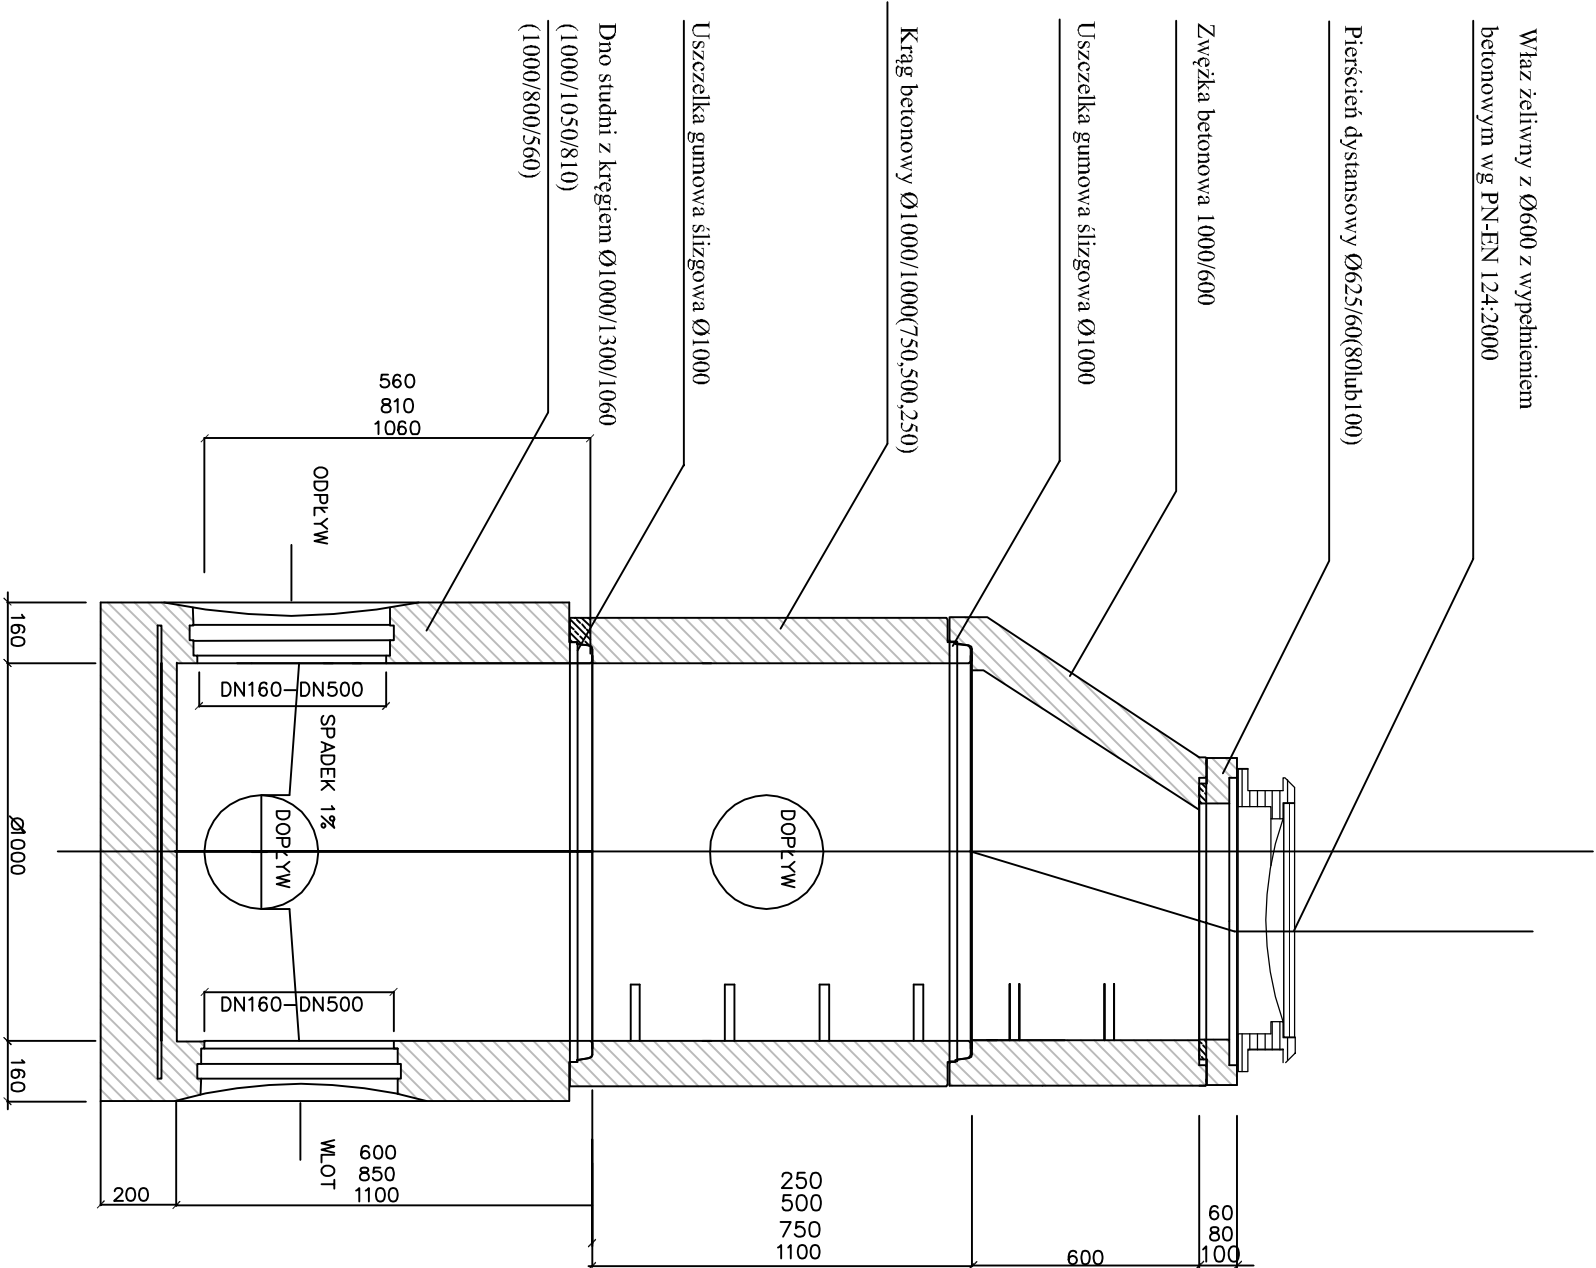 Właz żeliwny z Ø600 z wypełnieniem
betonowym wg PN-EN 124:2000
Pierścień dystansowy Ø625/60(80lub100)
Zwężka betonowa 1000/600
Uszczelka gumowa ślizgowa Ø1000
Krąg betonowy Ø1000/1000(750,500,250)
Uszczelka gumowa ślizgowa Ø1000
Dno studni z kręgiem Ø1000/1300/1060
(1000/1050/810)
(1000/800/560)
560
810
1060
ODPŁYW
DN160-DN500
SPADEK 1%
DOPŁYW
DOPŁYW
DN160-DN500
WLOT
160
Ø1000
160
200
600
850
1100
250
500
750
1100
600
60
80
100